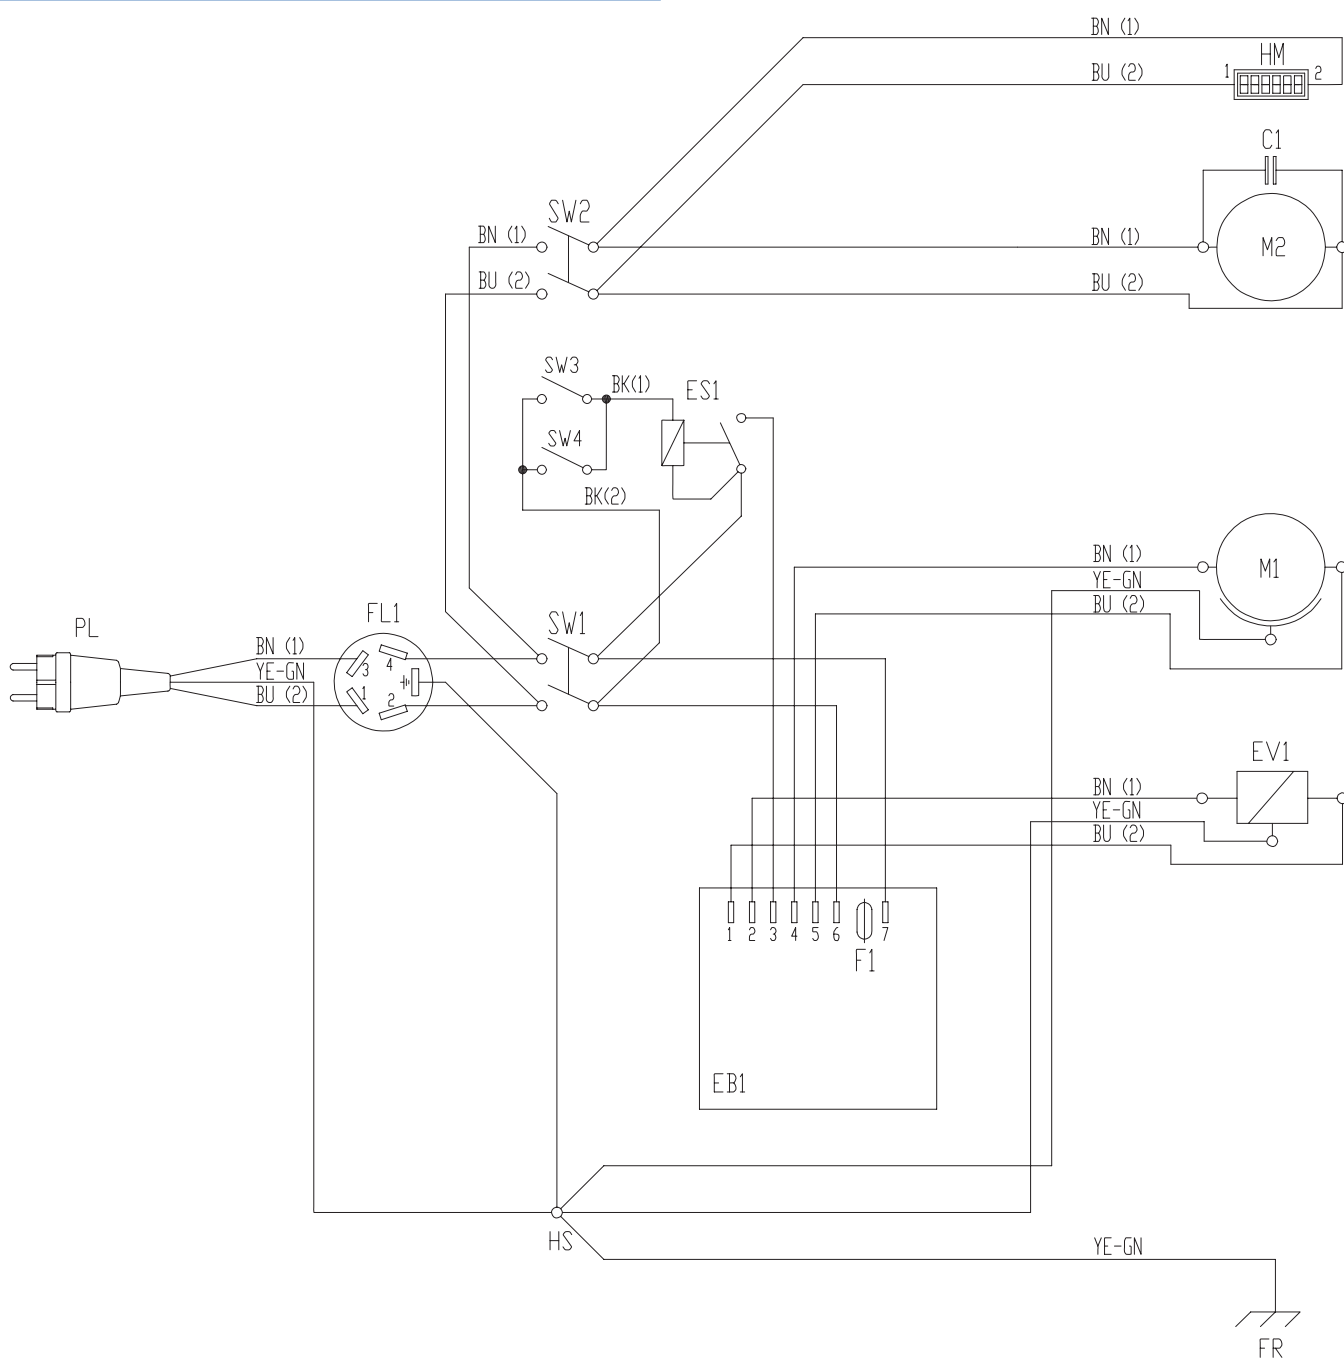 BN (1)
HM
BU (2)
1
2
C1
SW2
BN (1)
BN (1)
M2
BU (2)
BU (2)
SW3
BK(1)
ES1
SW4
BK(2)
BN (1)
M1
YE-GN
BU (2)
FL1
SW1
PL
BN (1)
3
4
YE-GN
BU (2)
1
2
EV1
BN (1)
YE-GN
BU (2)
1 2 3 4 5 6 7
F1
EB1
HS
YE-GN
FR